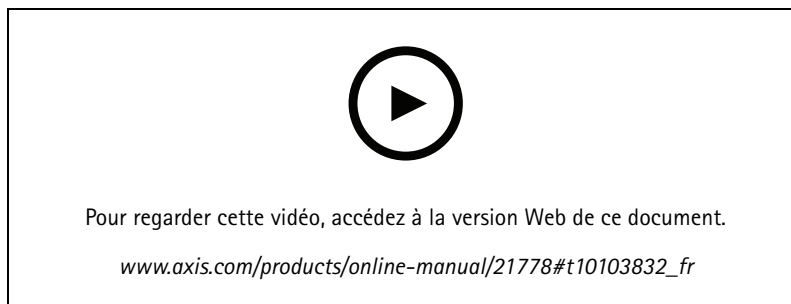 Pour regarder cette vidéo, accédez à la version Web de ce document.
www.axis.com/products/online-manual/21778#t10103832_fr